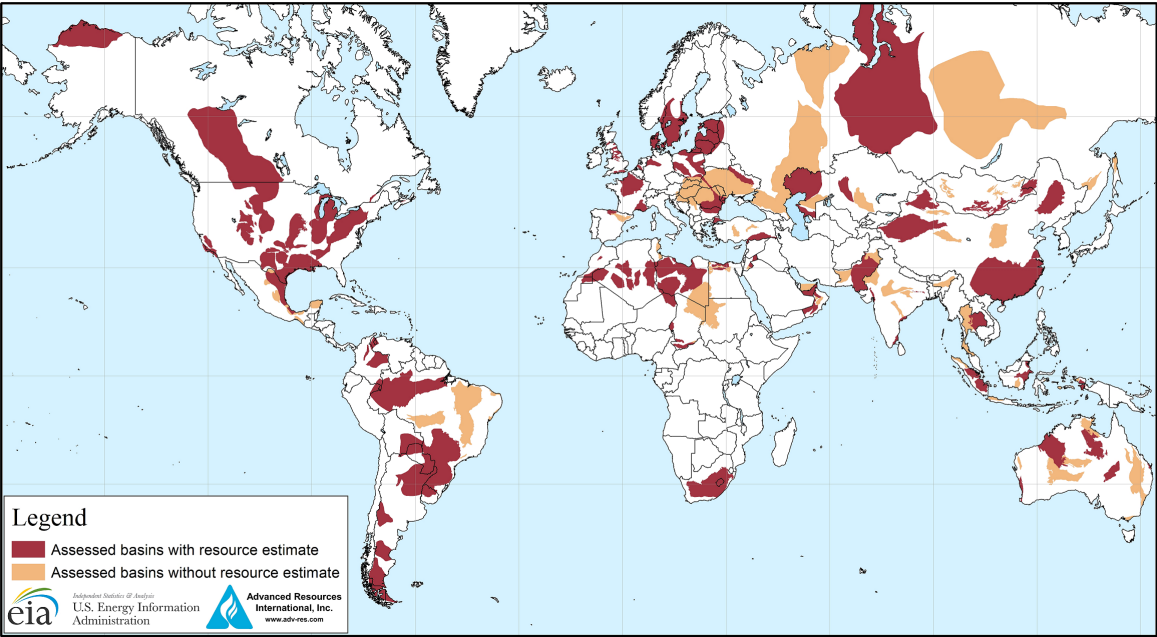 Legend
Assessed basins with resource estimate
Assessed basins without resource estimate
eia
Independent Statistics & Analysis
U.S. Energy Information
Administration
Advanced Resources
International, Inc.
www.adv-res.com